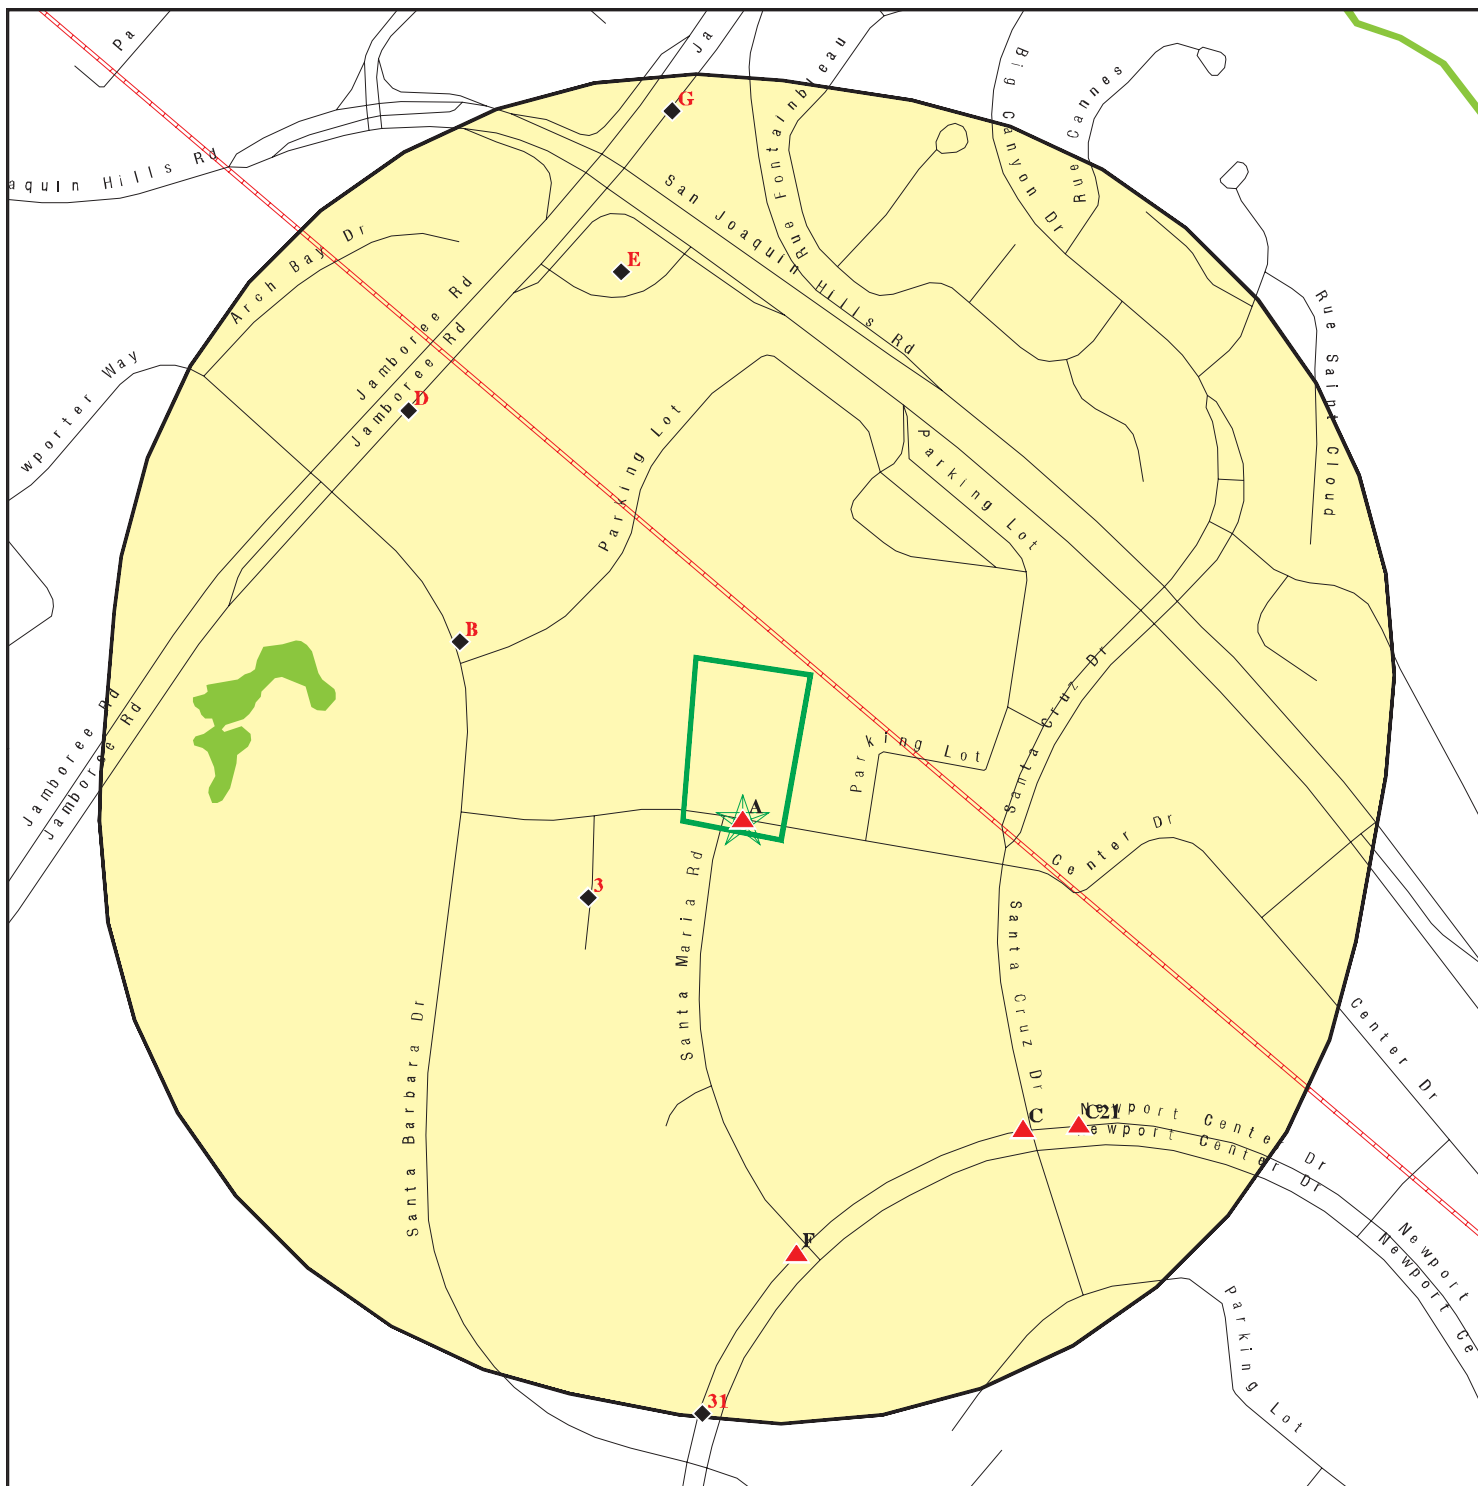 Pa
Ja
G
aquin Hills Rd
Rue Fontainbleau
Big Canyon Dr
Rue Cannes
San Joaquin Hills Rd
Arch Bay Dr
E
Jamboree Rd
Jamboree Rd
Rue Saint Cloud
wporter Way
D
Parking Lot
Parking Lot
B
Santa Cruz Dr
Jamboree Rd
Jamboree Rd
Parking Lot
A
Center Dr
3
Santa Maria Rd
Santa Cruz Dr
Santa Barbara Dr
Center Dr
C
C21
Newport Center Dr
Newport Center Dr
F
Newport
Newport Ce
Parking Lot
31